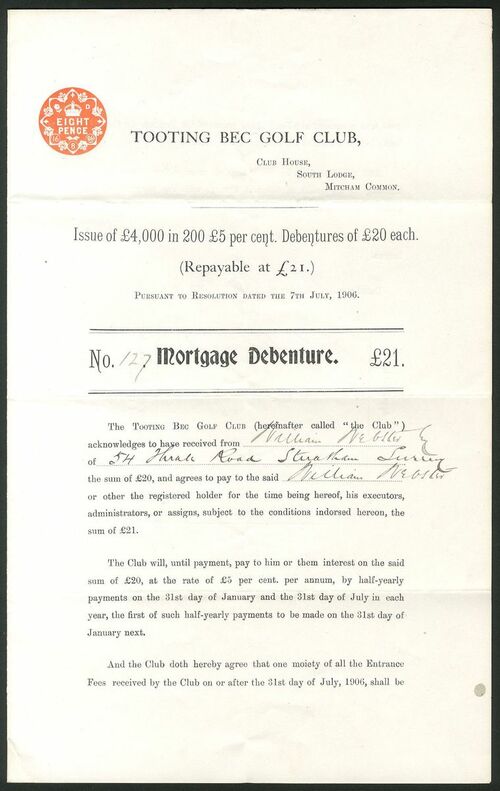 EIGHT
PENCE
TOOTING BEC GOLF CLUB,
CLUB HOUSE,
SOUTH LODGE,
MITCHAM COMMON.
Issue of £4,000 in 200 £5 per cent. Debentures of £20 each.
(Repayable at £21.)
PURSUANT TO RESOLUTION DATED THE 7TH JULY, 1906.
No. 127. Mortgage Debenture. £21.
The TOOTING BEC GOLF CLUB (hereinafter called "the Club")
acknowledges to have received from William Webster
of 54 Thrale Road Streatham Surrey
the sum of £20, and agrees to pay to the said William Webster
or other the registered holder for the time being hereof, his executors,
administrators, or assigns, subject to the conditions indorsed hereon, the
sum of £21.
The Club will, until payment, pay to him or them interest on the said
sum of £20, at the rate of £5 per cent. per annum, by half-yearly
payments on the 31st day of January and the 31st day of July in each
year, the first of such half-yearly payments to be made on the 31st day of
January next.
And the Club doth hereby agree that one moiety of all the Entrance
Fees received by the Club on or after the 31st day of July, 1906, shall be